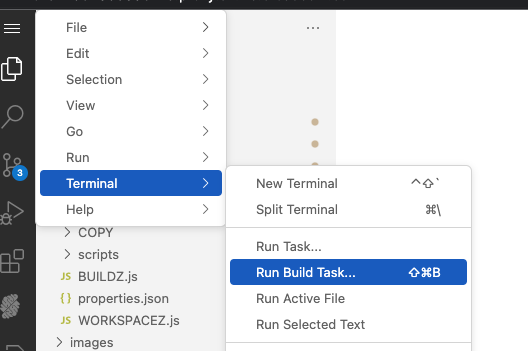 File
Edit
Selection
View
Go
Run
Terminal
Help
New Terminal ⌃⇧`
Split Terminal ⌘\
Run Task...
Run Build Task... ⇧⌘B
Run Active File
Run Selected Text
3
COPY
scripts
JS BUILDZ.js
{} properties.json
JS WORKSPACEZ.js
images